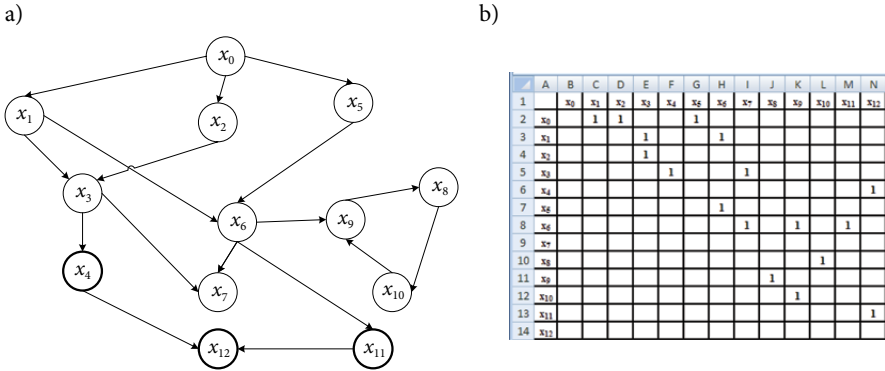 a)
x₀
x₁
x₂
x₅
x₃
x₆
x₉
x₈
x₄
x₇
x₁₀
x₁₂
x₁₁
b)
A B C D E F G H I J K L M N
1 x₀ x₁ x₂ x₃ x₄ x₅ x₆ x₇ x₈ x₉ x₁₀ x₁₁ x₁₂
2 x₀ 1 1 1
3 x₁ 1 1
4 x₂ 1
5 x₃ 1 1
6 x₄ 1
7 x₅ 1
8 x₆ 1 1 1
9 x₇
10 x₈ 1
11 x₉ 1
12 x₁₀ 1
13 x₁₁ 1
14 x₁₂